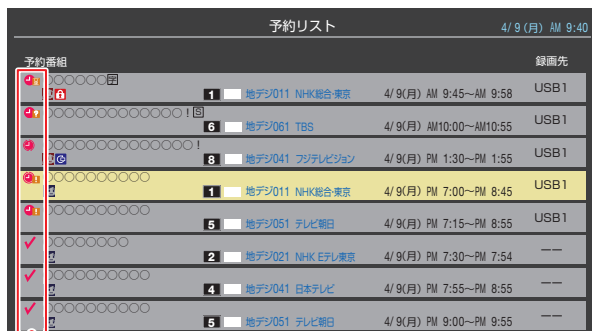 予約リスト
4/ 9 (月) AM 9:40
予約番組 録画先
○○○○○○字
1 地デジ011 NHK総合・東京 4/ 9(月) AM 9:45～AM 9:58 USB1
○○○○○○○○○○○○○！S
6 地デジ061 TBS 4/ 9(月) AM10:00～AM10:55 USB1
○○○○○○○○○○○○○○！
8 地デジ041 フジテレビジョン 4/ 9(月) PM 1:30～PM 1:55 USB1
○○○○○○○○○○
1 地デジ011 NHK総合・東京 4/ 9(月) PM 7:00～PM 8:45 USB1
○○○○○○○○○○
5 地デジ051 テレビ朝日 4/ 9(月) PM 7:15～PM 8:55 USB1
○○○○○○○○
2 地デジ021 NHK Eテレ東京 4/ 9(月) PM 7:30～PM 7:54 −−
○○○○○○○○○○
4 地デジ041 日本テレビ 4/ 9(月) PM 7:55～PM 8:55 −−
○○○○○○○○○○
5 地デジ051 テレビ朝日 4/ 9(月) PM 9:00～PM 9:55 −−